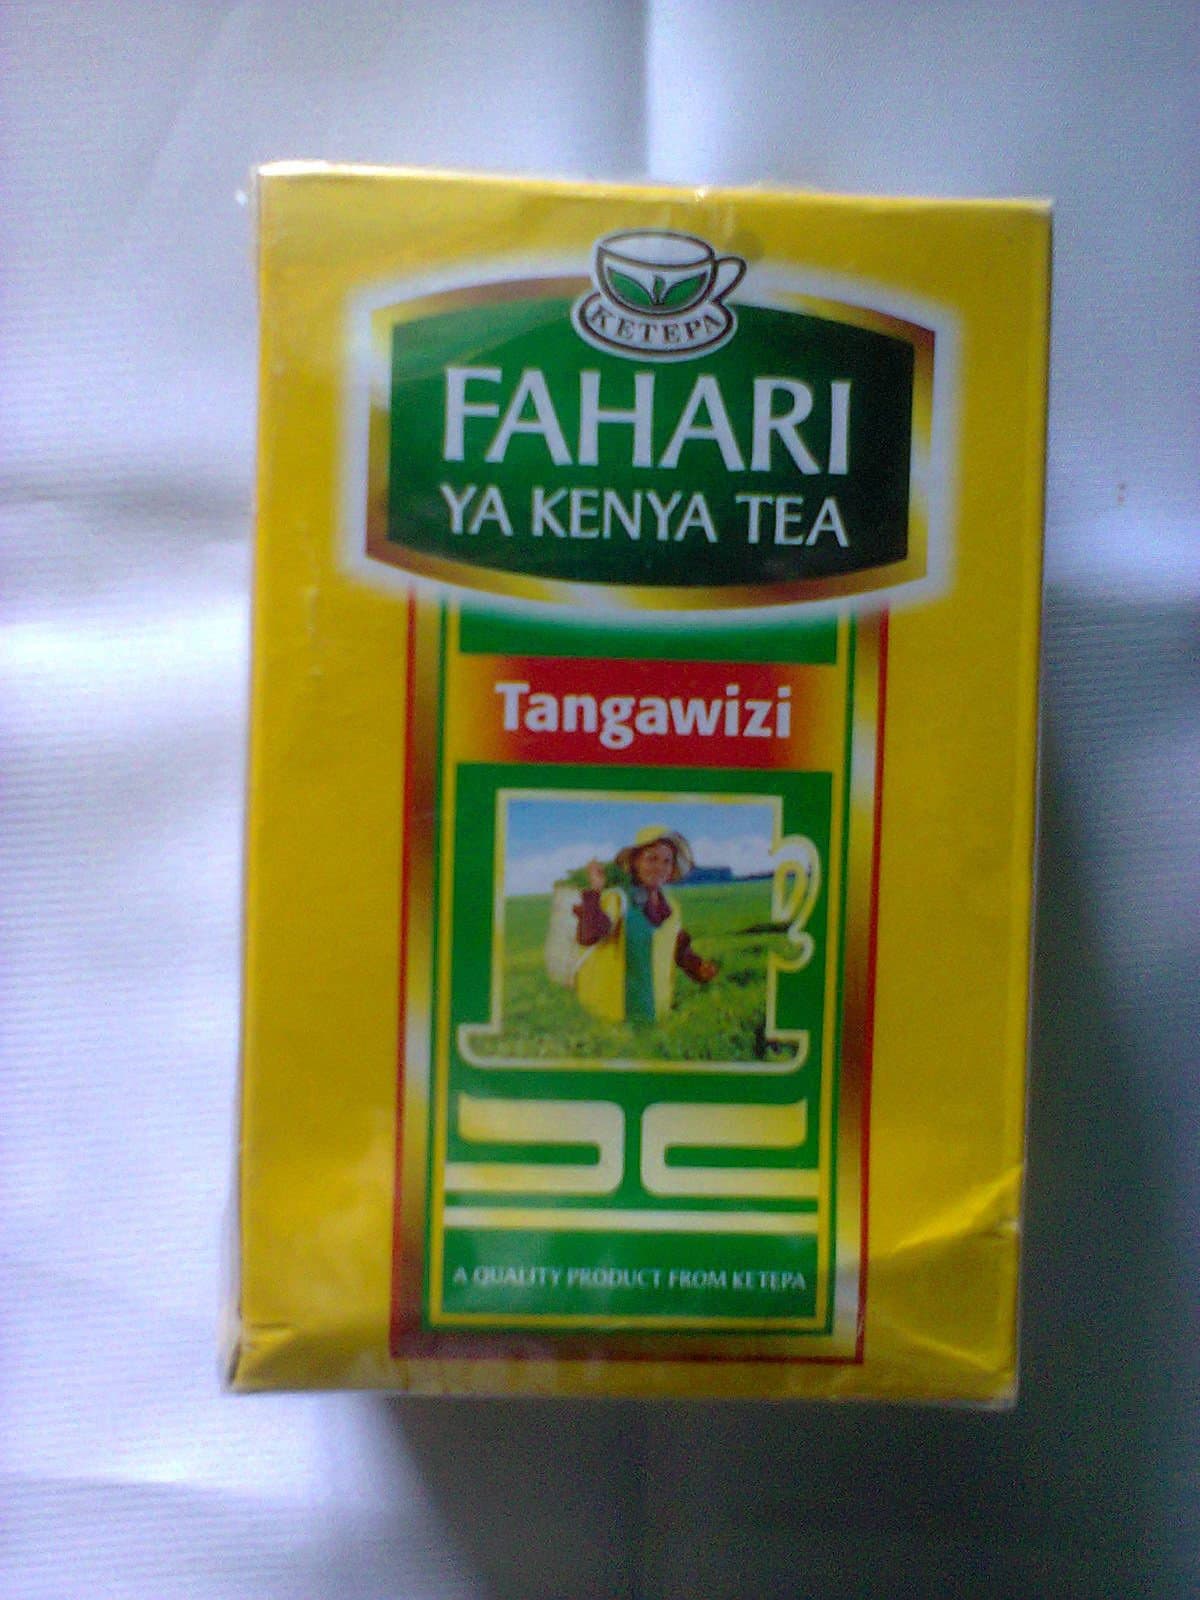 KETEPA
FAHARI
YA KENYA TEA
Tangawizi
A QUALITY PRODUCT FROM KETEPA